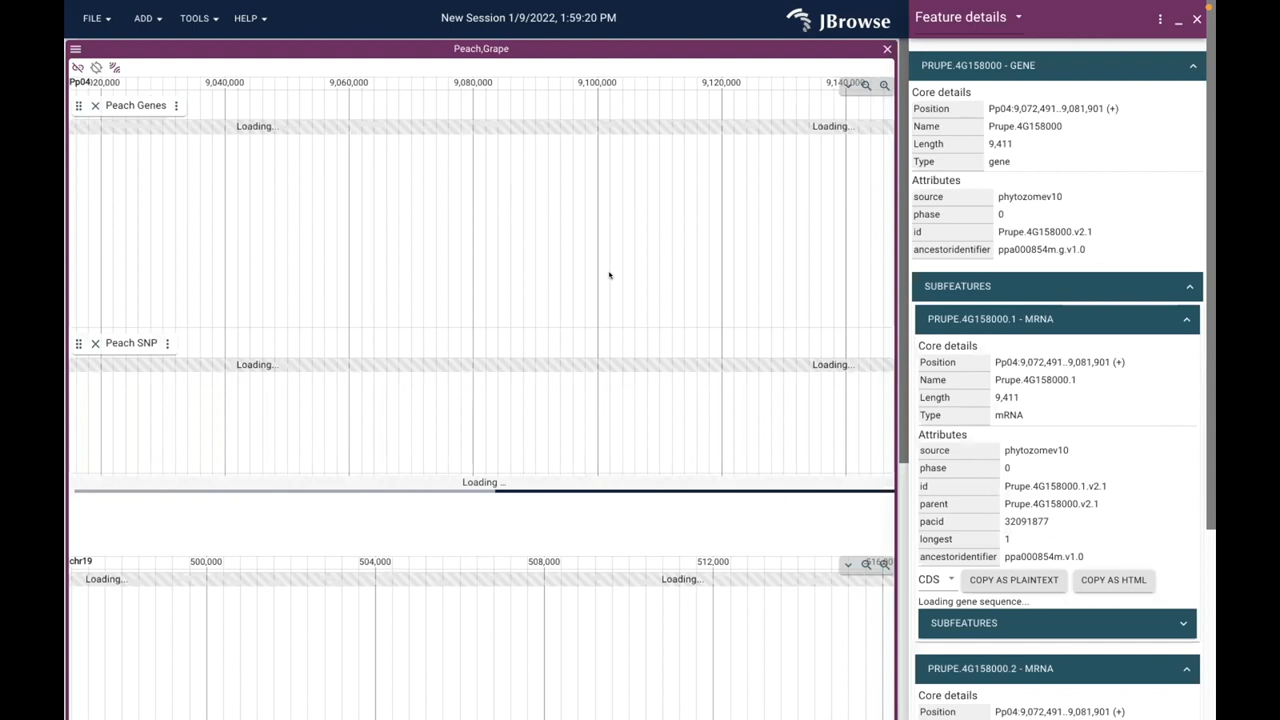 FILE ADD TOOLS HELP New Session 1/9/2022, 1:59:20 PM JBrowse
Peach,Grape
Pp04 20,000 9,040,000 9,060,000 9,080,000 9,100,000 9,120,000 9,140,000
Peach Genes
Loading... Loading...
Peach SNP
Loading... Loading...
Loading ...
chr19 500,000 504,000 508,000 512,000
Loading... Loading...
Feature details
PRUPE.4G158000 - GENE
Core details
Position Pp04:9,072,491..9,081,901 (+)
Name Prupe.4G158000
Length 9,411
Type gene
Attributes
source phytozomev10
phase 0
id Prupe.4G158000.v2.1
ancestoridentifier ppa000854m.g.v1.0
SUBFEATURES
PRUPE.4G158000.1 - MRNA
Core details
Position Pp04:9,072,491..9,081,901 (+)
Name Prupe.4G158000.1
Length 9,411
Type mRNA
Attributes
source phytozomev10
phase 0
id Prupe.4G158000.1.v2.1
parent Prupe.4G158000.v2.1
pacid 32091877
longest 1
ancestoridentifier ppa000854m.v1.0
CDS COPY AS PLAINTEXT COPY AS HTML
Loading gene sequence...
SUBFEATURES
PRUPE.4G158000.2 - MRNA
Core details
Position Pp04:9,072,491..9,081,901 (+)